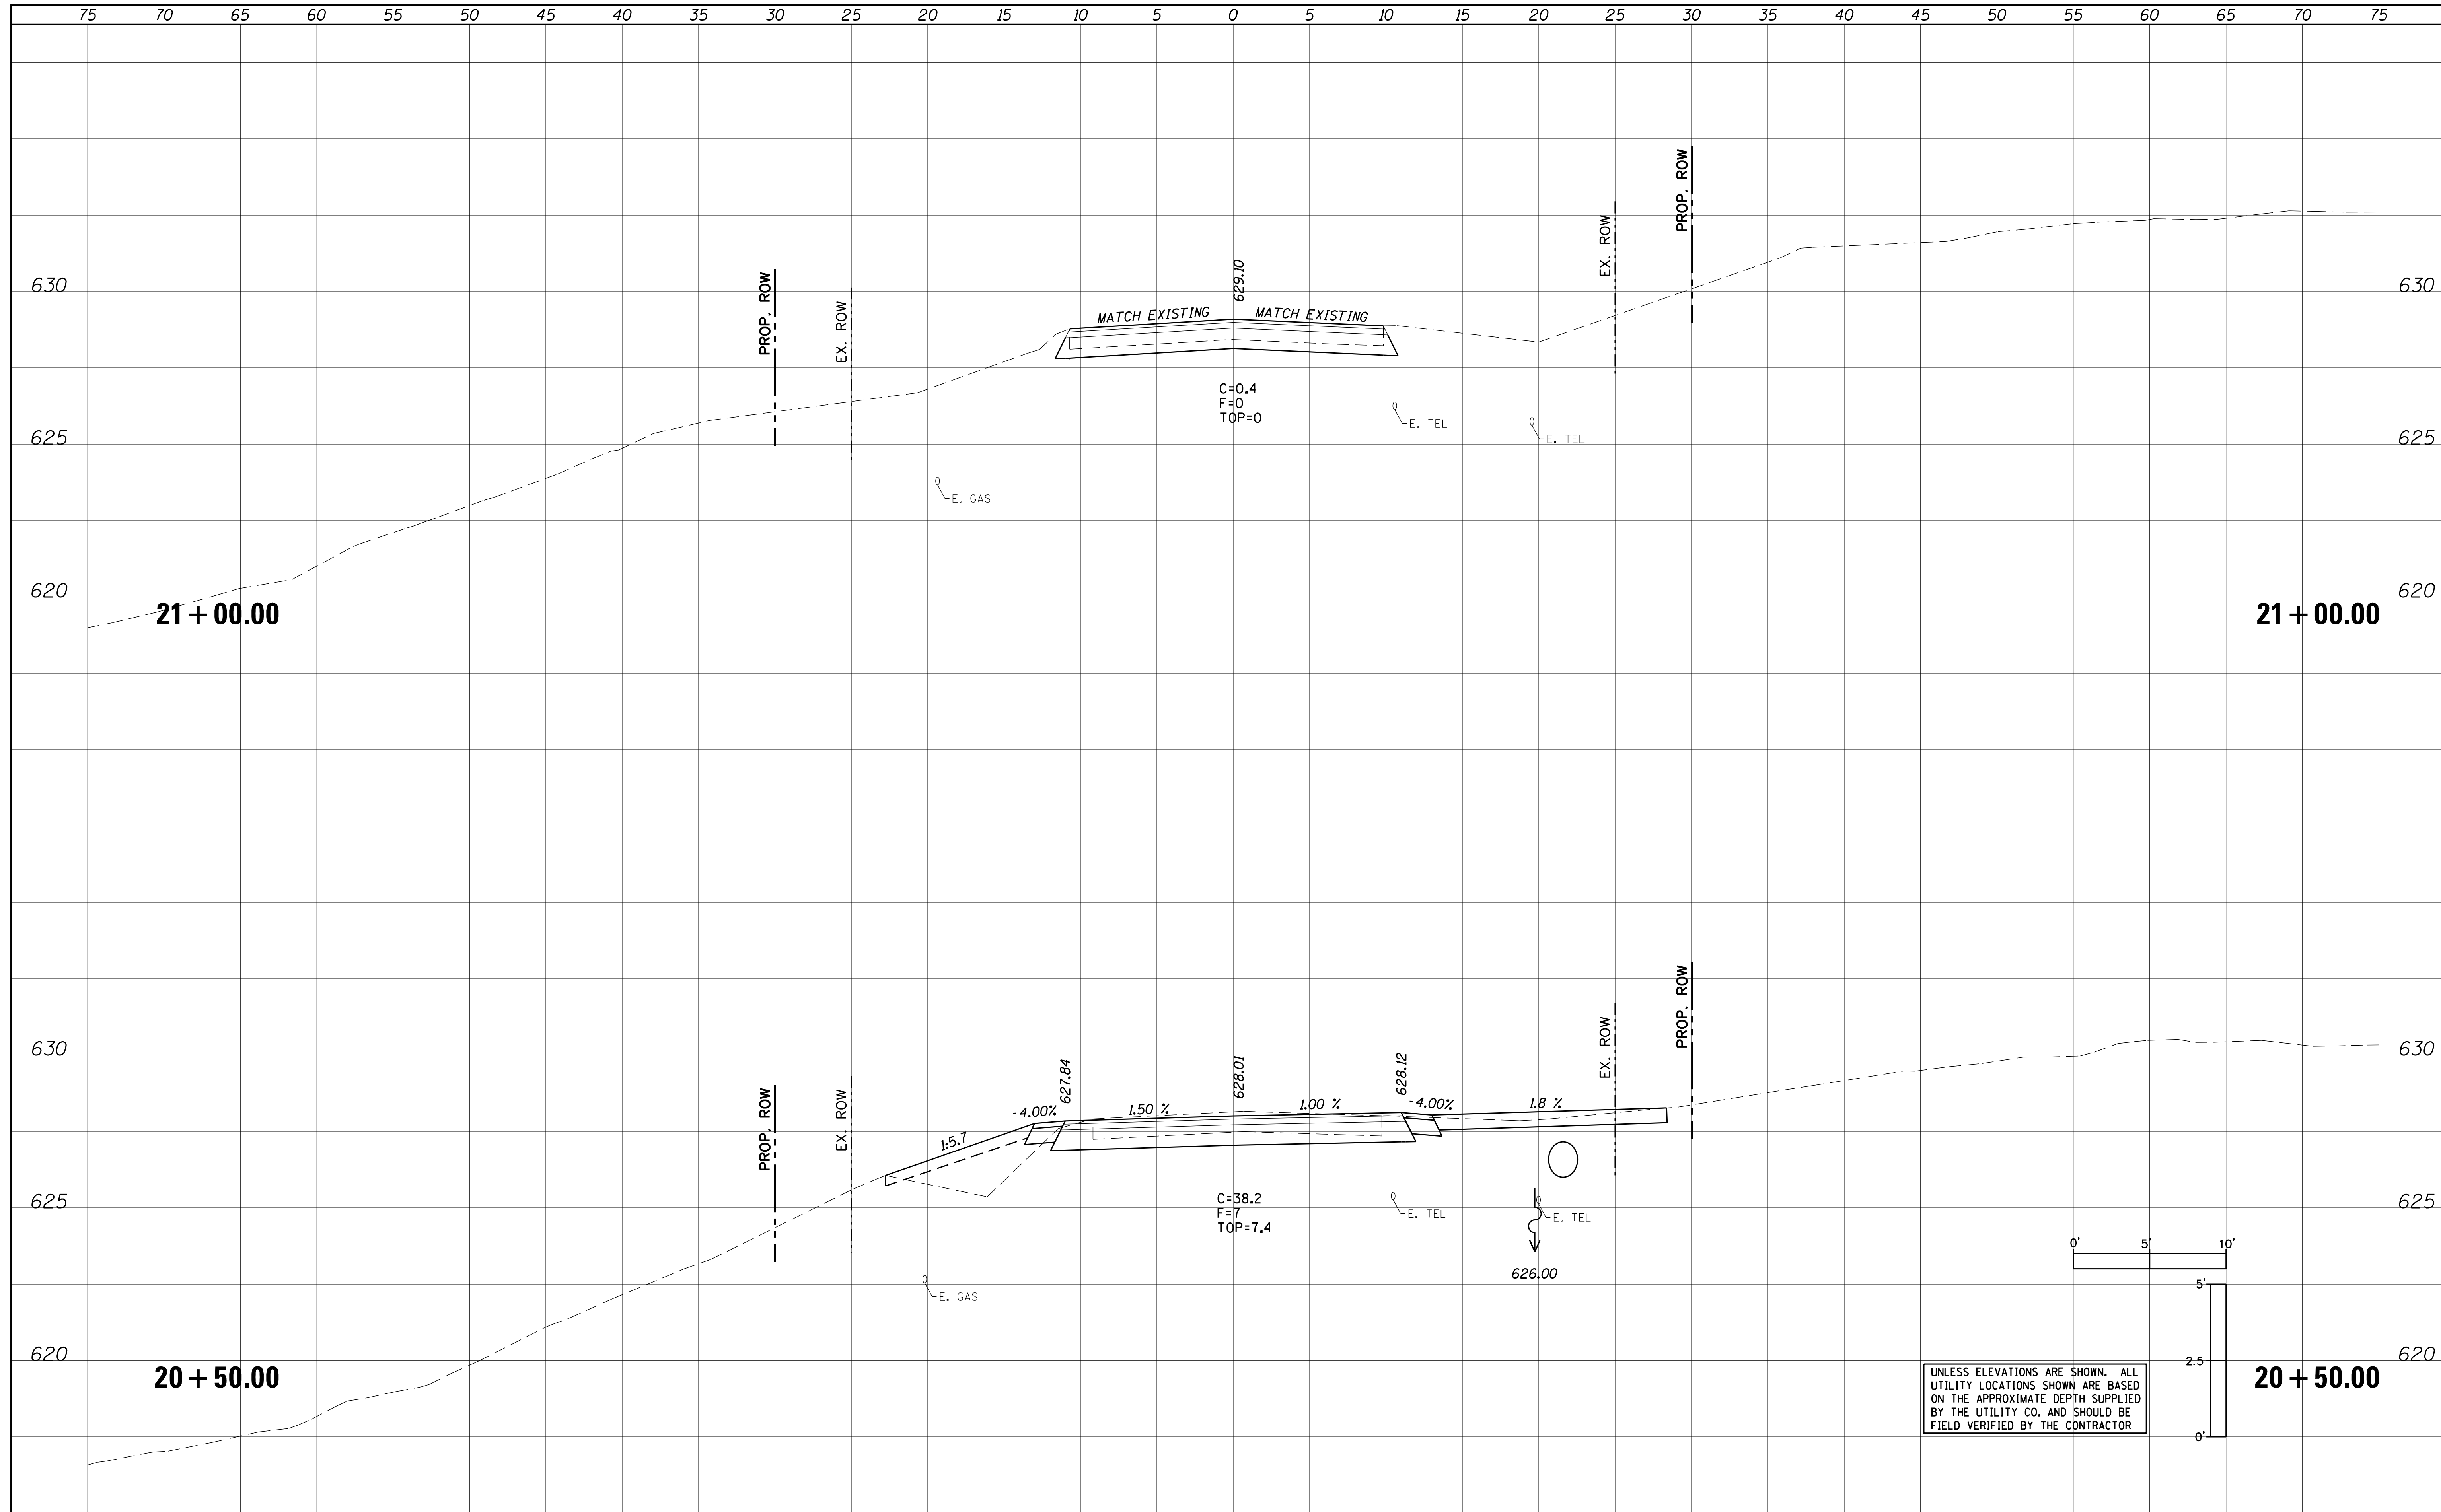 75 70 65 60 55 50 45 40 35 30 25 20 15 10 5 0 5 10 15 20 25 30 35 40 45 50 55 60 65 70 75
PROP. ROW
EX. ROW
PROP. ROW
EX. ROW
629.10
630 630
MATCH EXISTING MATCH EXISTING
C=0.4
F=0
TOP=0
E. TEL
E. TEL
625 625
E. GAS
620 620
21+00.00 21+00.00
PROP. ROW
EX. ROW
630 630
PROP. ROW
EX. ROW
627.84
628.01
628.12
1:5.7
-4.00%
1.50 %
1.00 %
-4.00%
1.8 %
625 625
C=38.2
F=7
TOP=7.4
E. TEL
E. TEL
626.00
E. GAS
0' 5' 10'
5'
2.5
0'
620 620
20+50.00 20+50.00
UNLESS ELEVATIONS ARE SHOWN. ALL
UTILITY LOCATIONS SHOWN ARE BASED
ON THE APPROXIMATE DEPTH SUPPLIED
BY THE UTILITY CO. AND SHOULD BE
FIELD VERIFIED BY THE CONTRACTOR